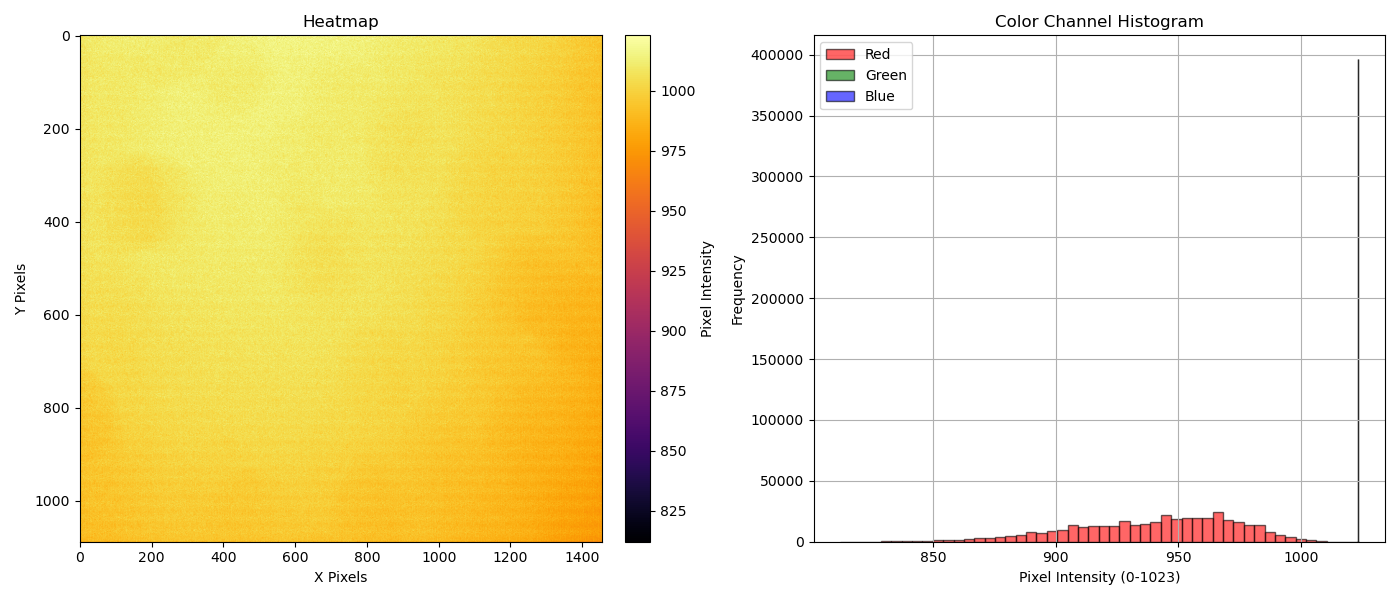 Heatmap
0
200
400
600
800
1000
Y Pixels
0 200 400 600 800 1000 1200 1400
X Pixels
1000
975
950
925
900
875
850
825
Pixel Intensity
Color Channel Histogram
Red
Green
Blue
400000
350000
300000
250000
200000
150000
100000
50000
0
Frequency
850 900 950 1000
Pixel Intensity (0-1023)